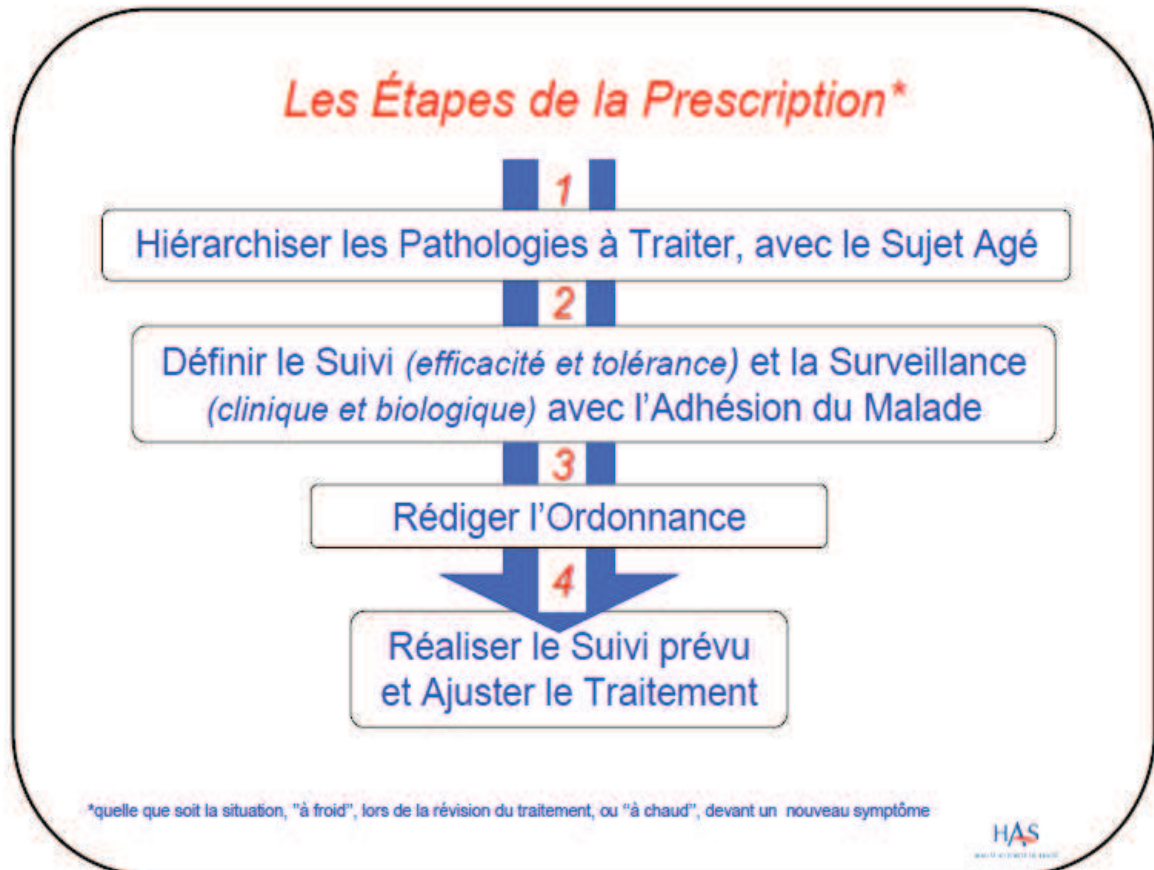 Les Étapes de la Prescription*
1
Hiérarchiser les Pathologies à Traiter, avec le Sujet Agé
2
Définir le Suivi (efficacité et tolérance) et la Surveillance
(clinique et biologique) avec l'Adhésion du Malade
3
Rédiger l'Ordonnance
4
Réaliser le Suivi prévu
et Ajuster le Traitement
*quelle que soit la situation, "à froid", lors de la révision du traitement, ou "à chaud", devant un nouveau symptôme
HAS